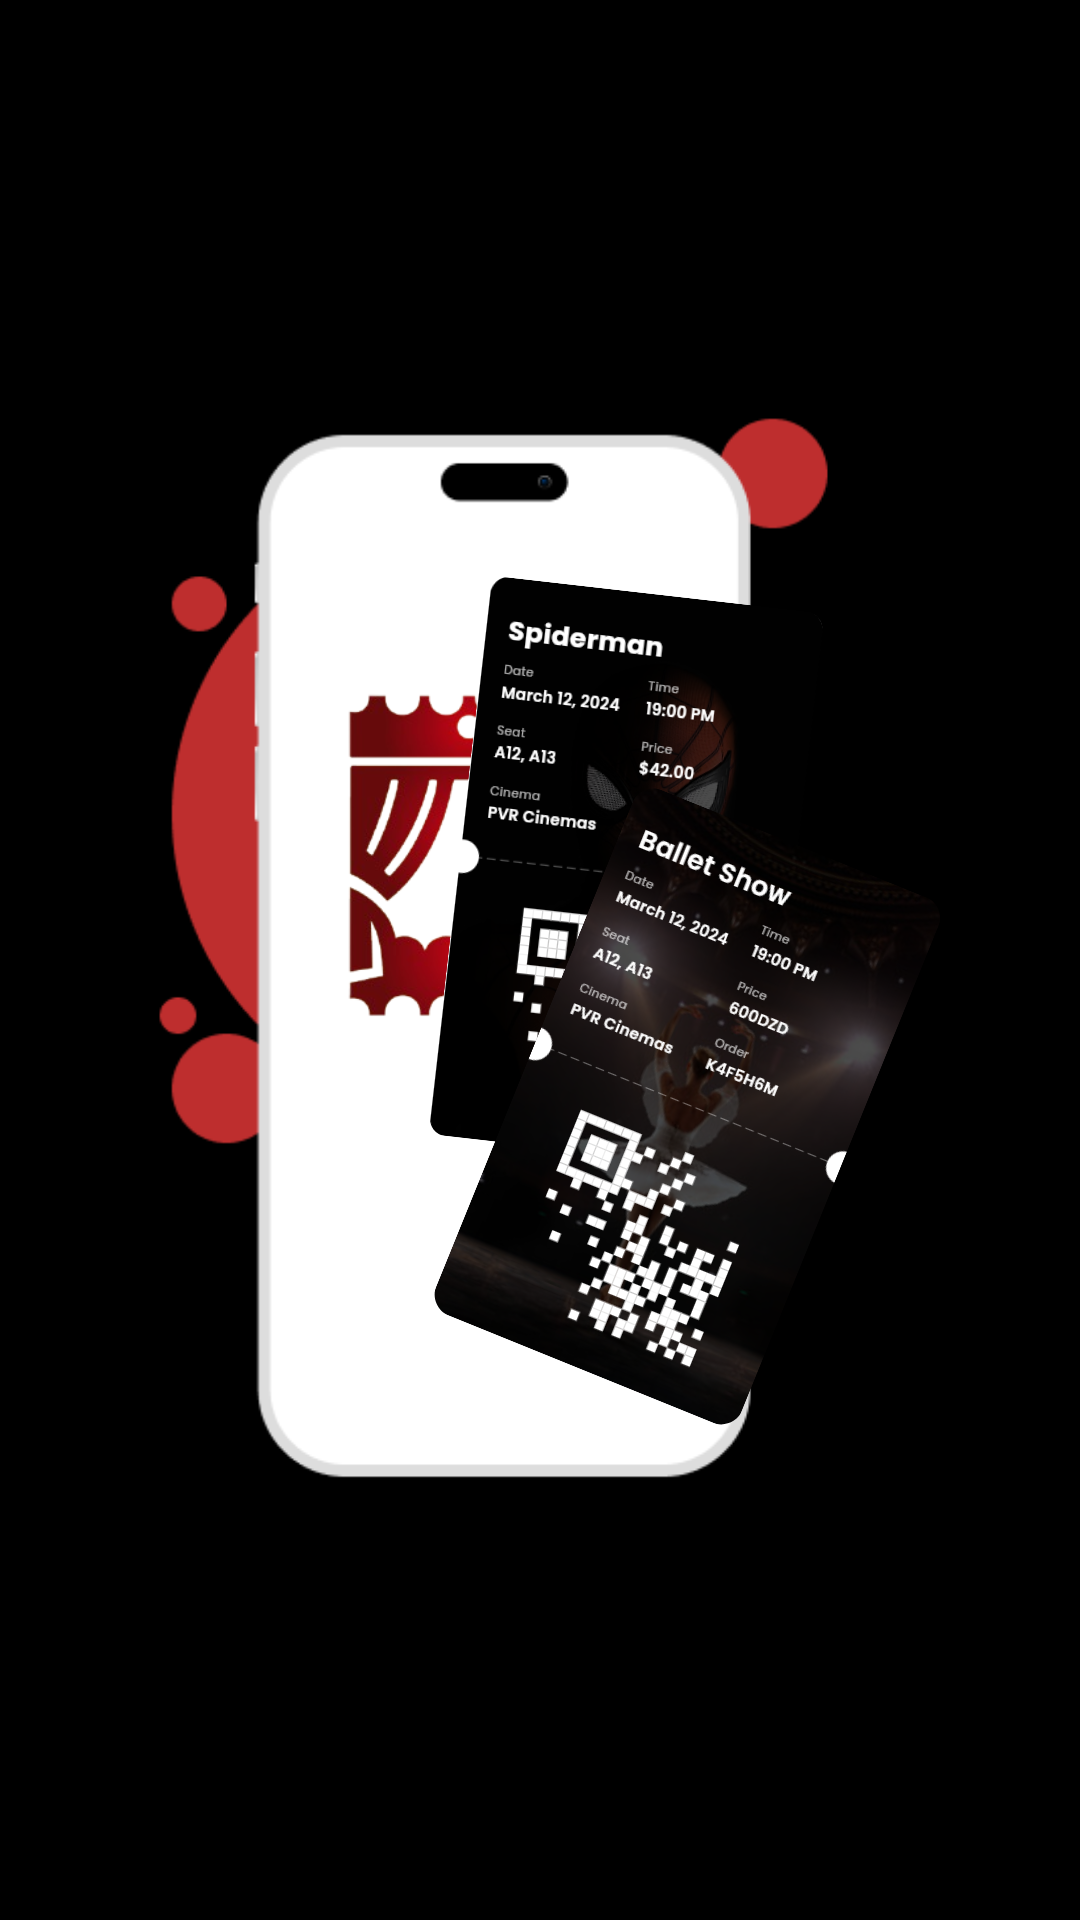 Spiderman
Date
March 12, 2024
Time
19:00 PM
Seat
A12, A13
Price
$42.00
Cinema
PVR Cinemas
Ballet Show
Date
March 12, 2024
Time
19:00 PM
Seat
A12, A13
Price
600DZD
Cinema
PVR Cinemas
Order
K4F5H6M